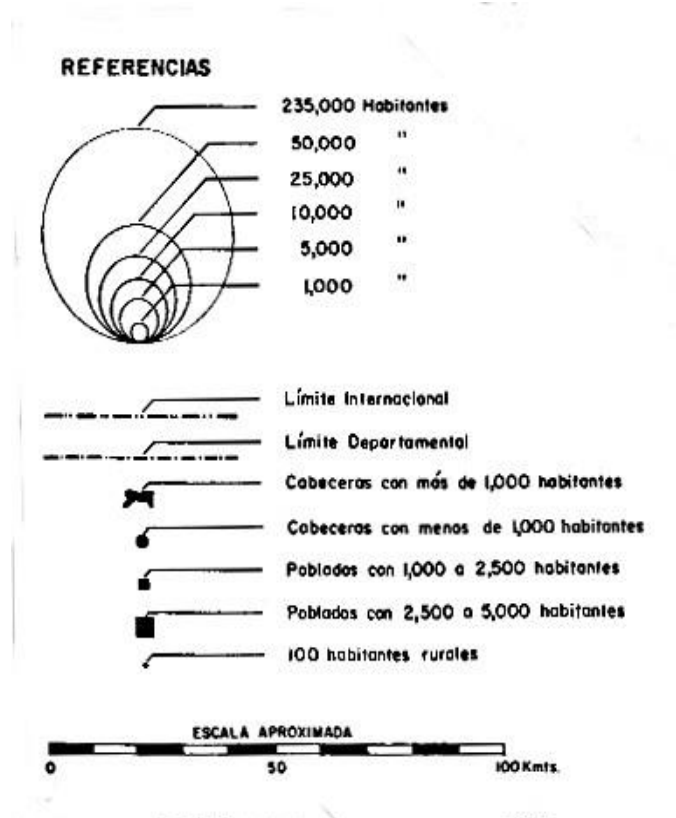 REFERENCIAS
235,000 Habitantes
50,000 "
25,000 "
10,000 "
5,000 "
1,000 "
Límite Internacional
Límite Departamental
Cabeceras con más de 1,000 habitantes
Cabeceras con menos de 1,000 habitantes
Poblados con 1,000 a 2,500 habitantes
Poblados con 2,500 a 5,000 habitantes
100 habitantes rurales
ESCALA APROXIMADA
0 50 100 Kmts.